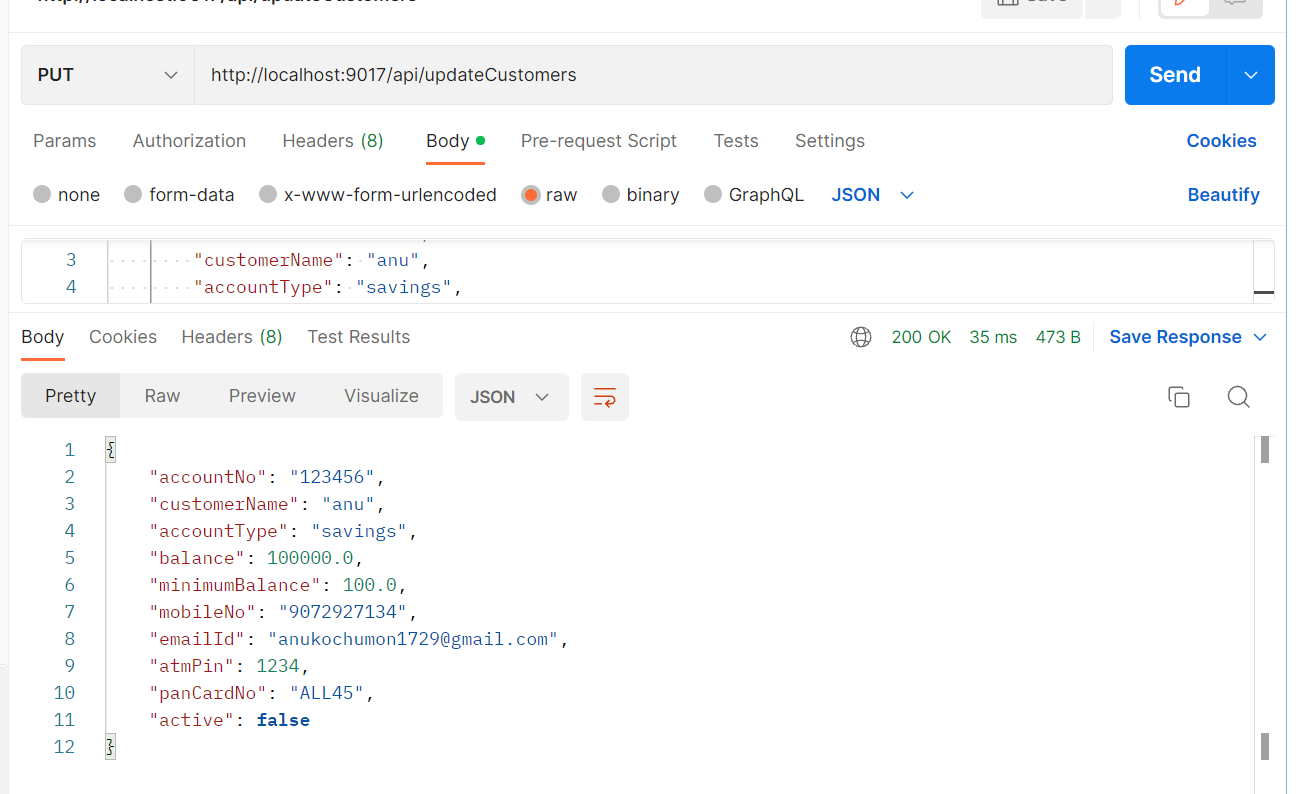 PUT http://localhost:9017/api/updateCustomers Send
Params Authorization Headers (8) Body Pre-request Script Tests Settings Cookies
none form-data x-www-form-urlencoded raw binary GraphQL JSON Beautify
3 "customerName": "anu",
4 "accountType": "savings",
Body Cookies Headers (8) Test Results 200 OK 35 ms 473 B Save Response
Pretty Raw Preview Visualize JSON
1 {
2 "accountNo": "123456",
3 "customerName": "anu",
4 "accountType": "savings",
5 "balance": 100000.0,
6 "minimumBalance": 100.0,
7 "mobileNo": "9072927134",
8 "emailId": "anukochumon1729@gmail.com",
9 "atmPin": 1234,
10 "panCardNo": "ALL45",
11 "active": false
12 }